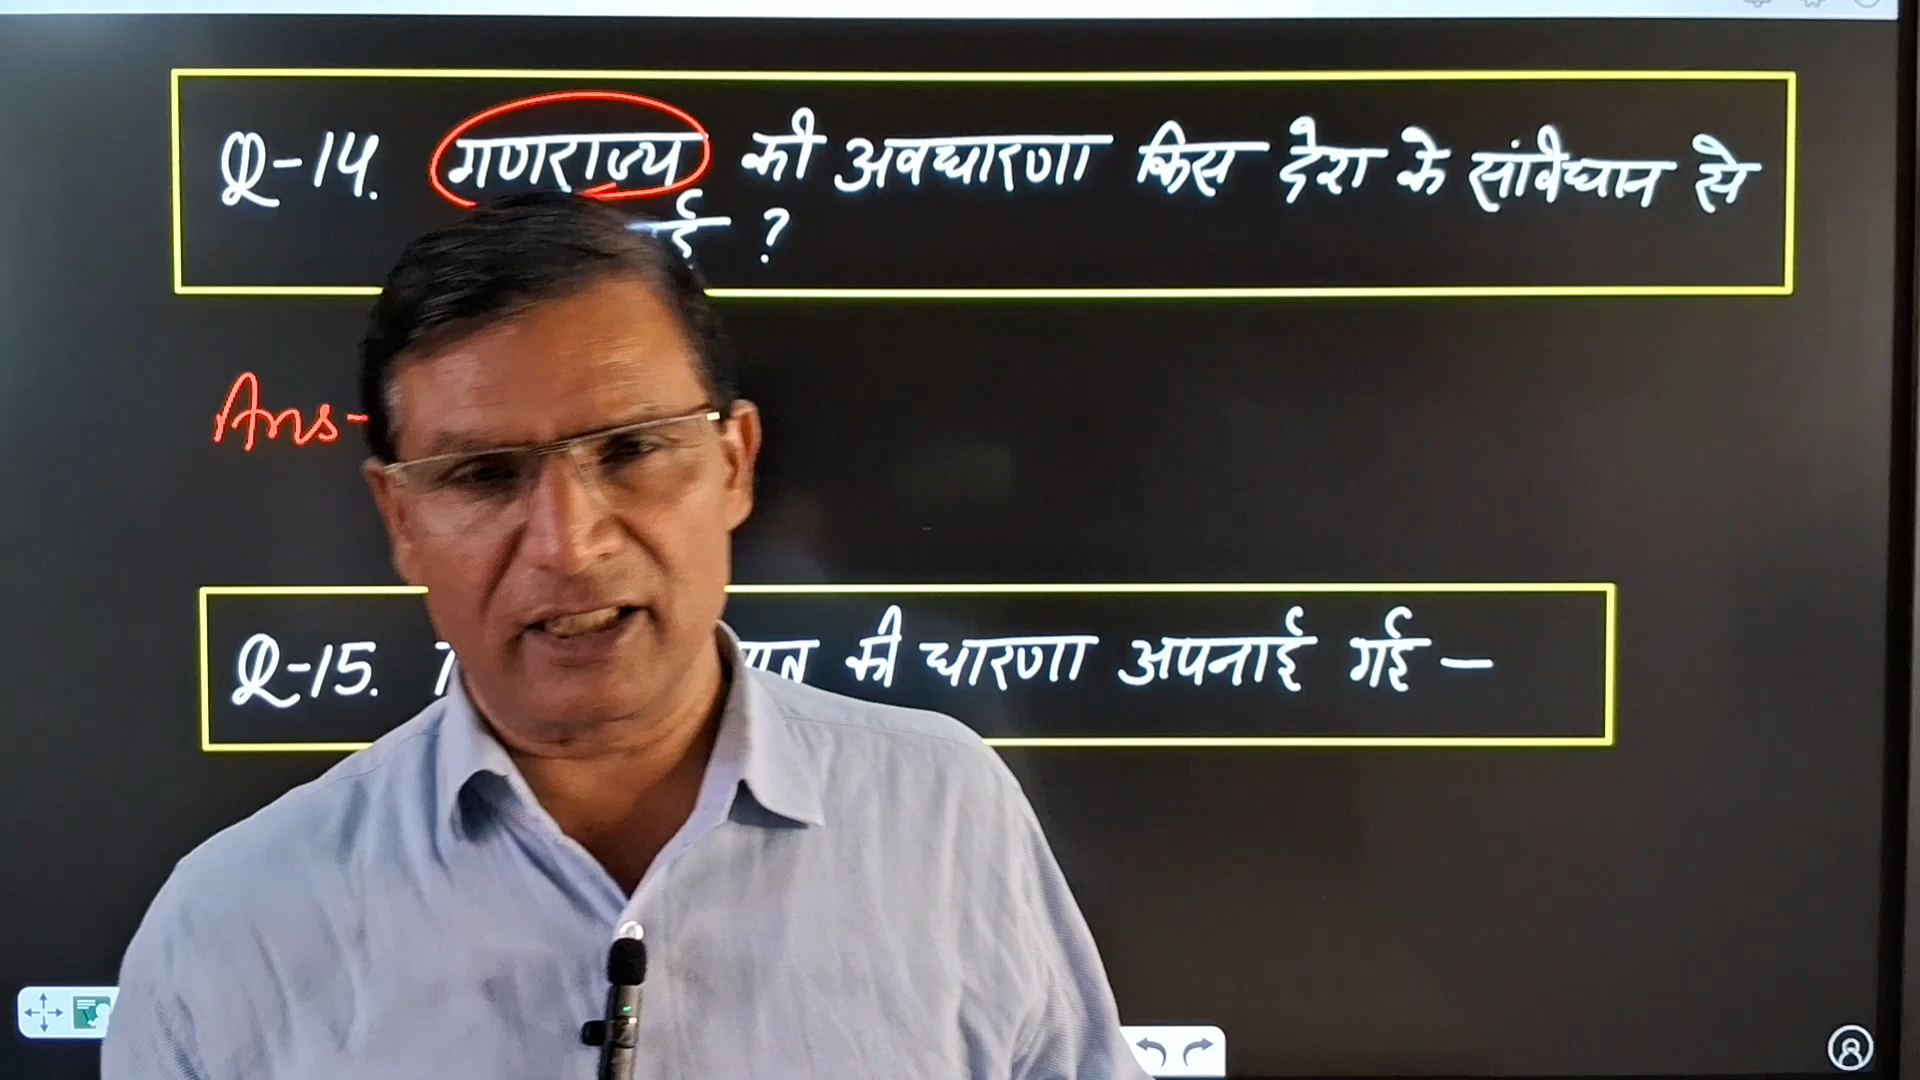 Q-14. गणराज्य की अवधारणा किस देश के संविधान से
?
Ans-
Q-15. की धारणा अपनाई गई —